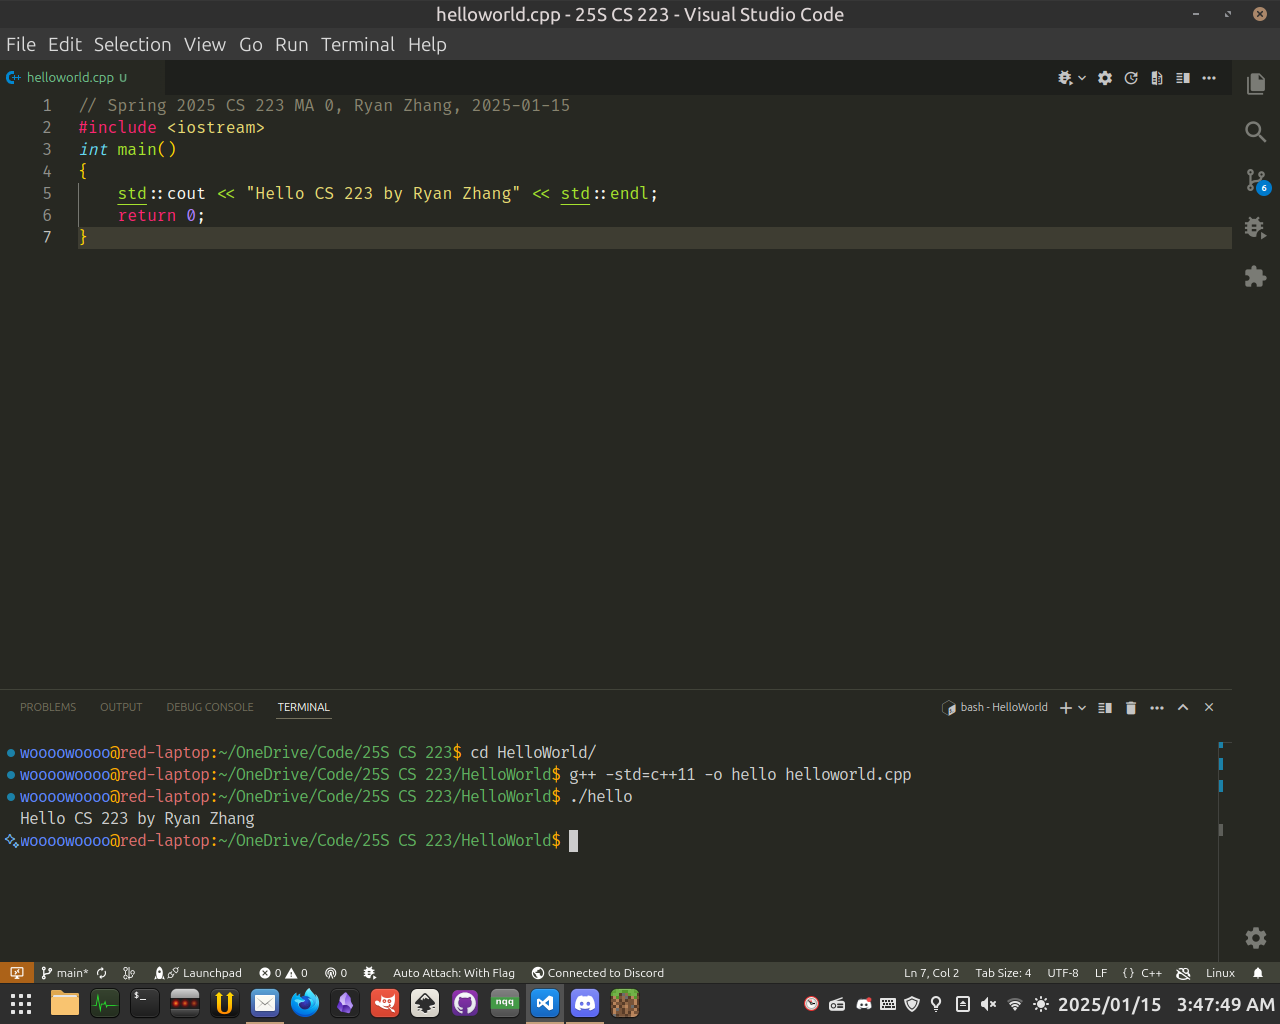 helloworld.cpp - 25S CS 223 - Visual Studio Code
File Edit Selection View Go Run Terminal Help
helloworld.cpp U
1 // Spring 2025 CS 223 MA 0, Ryan Zhang, 2025-01-15
2 #include <iostream>
3 int main()
4 {
5 std::cout << "Hello CS 223 by Ryan Zhang" << std::endl;
6 return 0;
7 }
6
PROBLEMS OUTPUT DEBUG CONSOLE TERMINAL bash - HelloWorld
woooowoooo@red-laptop:~/OneDrive/Code/25S CS 223$ cd HelloWorld/
woooowoooo@red-laptop:~/OneDrive/Code/25S CS 223/HelloWorld$ g++ -std=c++11 -o hello helloworld.cpp
woooowoooo@red-laptop:~/OneDrive/Code/25S CS 223/HelloWorld$ ./hello
Hello CS 223 by Ryan Zhang
woooowoooo@red-laptop:~/OneDrive/Code/25S CS 223/HelloWorld$
main* Launchpad 0 0 0 Auto Attach: With Flag Connected to Discord Ln 7, Col 2 Tab Size: 4 UTF-8 LF {} C++ Linux
$_ nqq 2025/01/15 3:47:49 AM